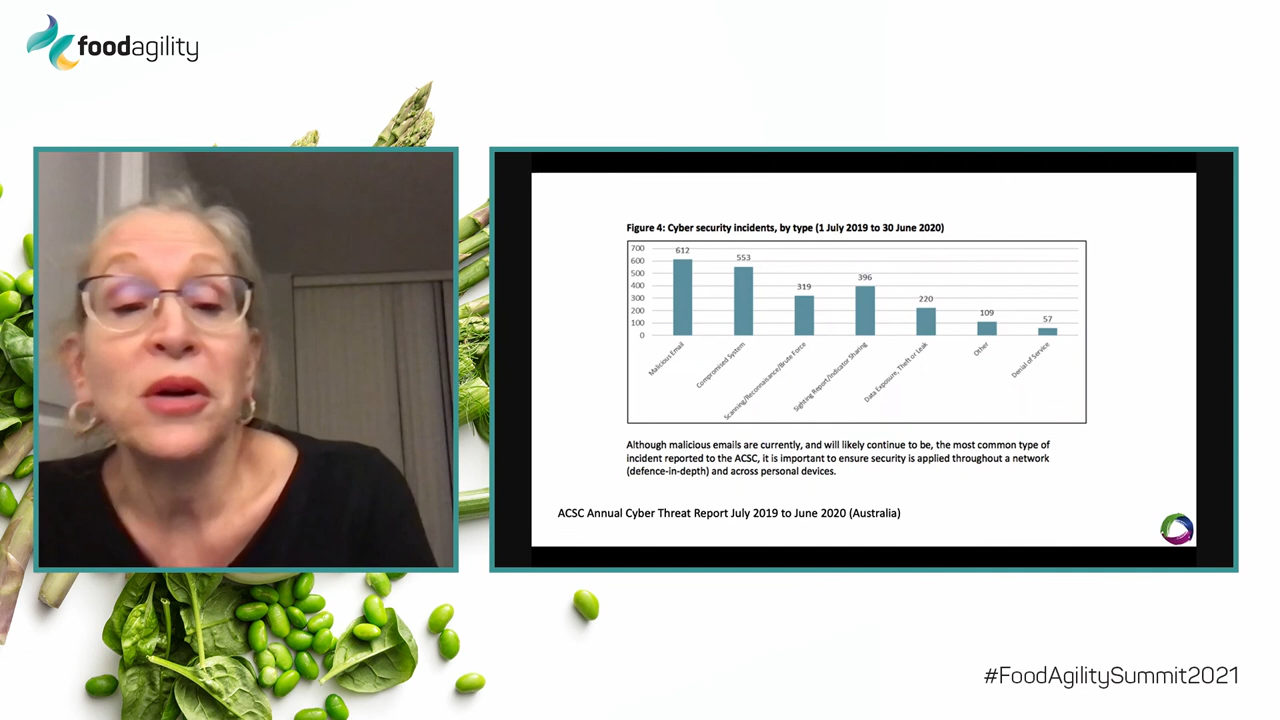 foodagility
Figure 4: Cyber security incidents, by type (1 July 2019 to 30 June 2020)
700
600
500
400
300
200
100
0
612
553
319
396
220
109
57
Malicious Email
Compromised System
Scanning/Reconnaisance/Brute Force
Sighting Report/Indicator Sharing
Data Exposure, Theft or Leak
Other
Denial of Service
Although malicious emails are currently, and will likely continue to be, the most common type of
incident reported to the ACSC, it is important to ensure security is applied throughout a network
(defence-in-depth) and across personal devices.
ACSC Annual Cyber Threat Report July 2019 to June 2020 (Australia)
#FoodAgilitySummit2021